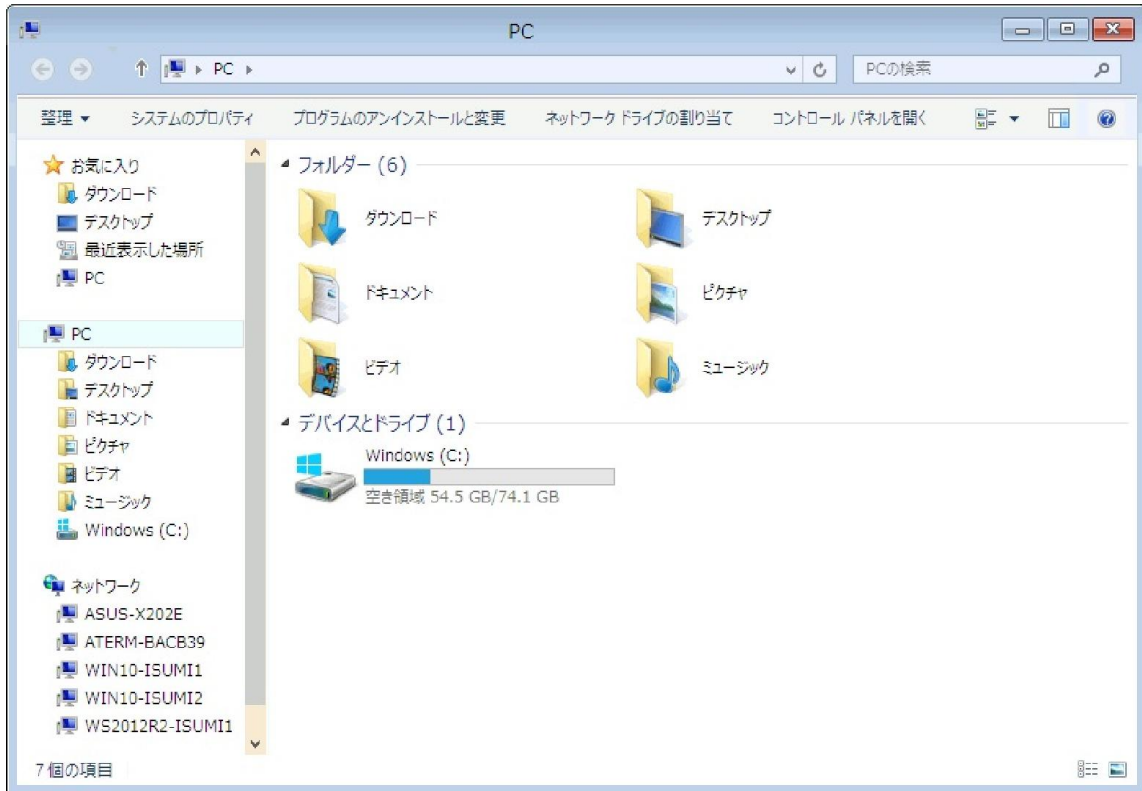 PC
PC
PCの検索
整理 システムのプロパティ プログラムのアンインストールと変更 ネットワーク ドライブの割り当て コントロール パネルを開く
お気に入り
ダウンロード
デスクトップ
最近表示した場所
PC
PC
ダウンロード
デスクトップ
ドキュメント
ピクチャ
ビデオ
ミュージック
Windows (C:)
ネットワーク
ASUS-X202E
ATERM-BACB39
WIN10-ISUMI1
WIN10-ISUMI2
WS2012R2-ISUMI1
フォルダー (6)
ダウンロード
デスクトップ
ドキュメント
ピクチャ
ビデオ
ミュージック
デバイスとドライブ (1)
Windows (C:)
空き領域 54.5 GB/74.1 GB
7 個の項目